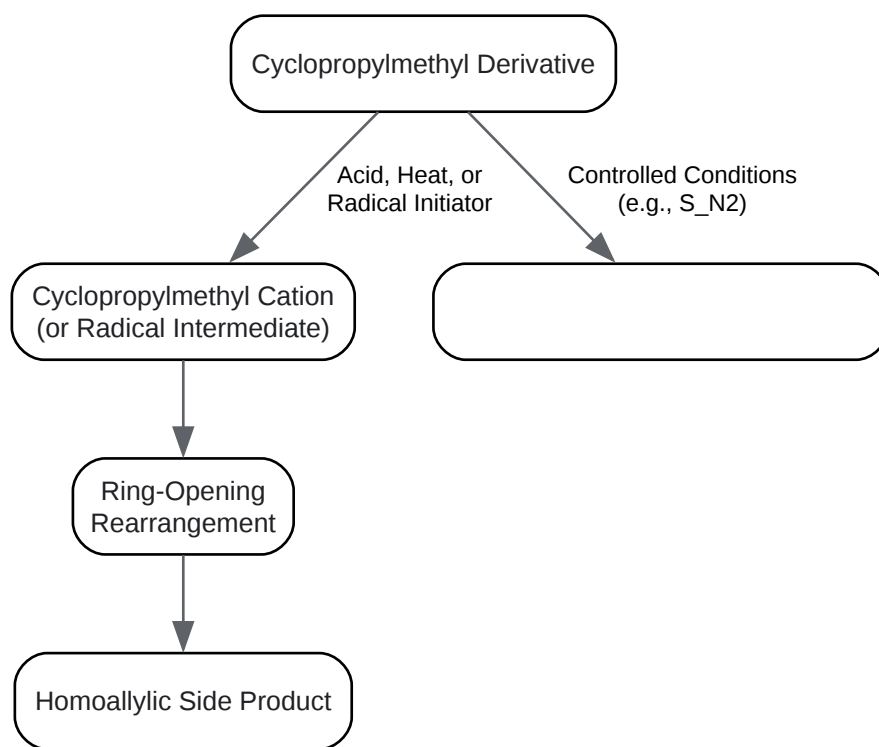 Cyclopropylmethyl Derivative
Acid, Heat, or
Radical Initiator
Controlled Conditions
(e.g., S_N2)
Cyclopropylmethyl Cation
(or Radical Intermediate)
Ring-Opening
Rearrangement
Homoallylic Side Product